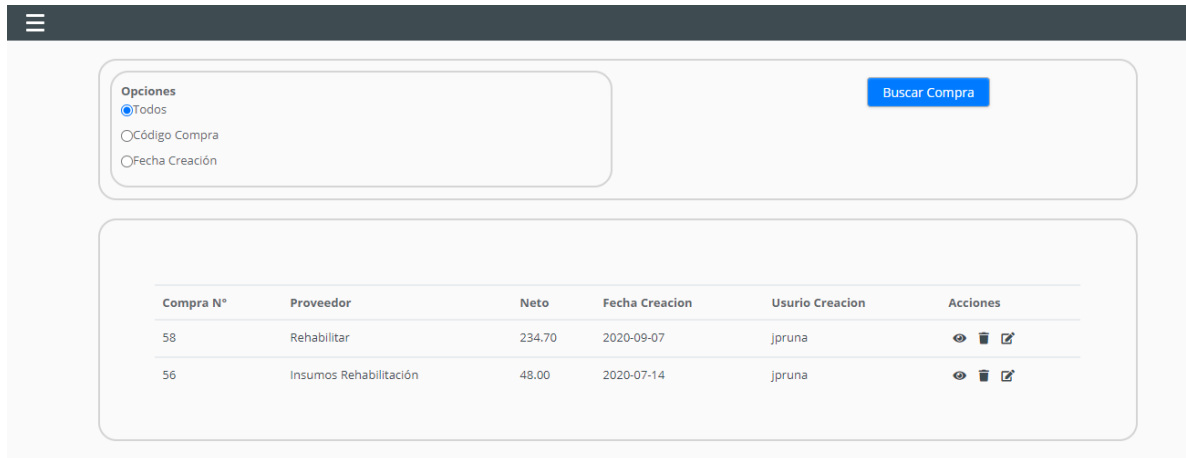 Opciones
Todos
Código Compra
Fecha Creación
Buscar Compra
Compra N° Proveedor Neto Fecha Creacion Usurio Creacion Acciones
58 Rehabilitar 234.70 2020-09-07 jpruna
56 Insumos Rehabilitación 48.00 2020-07-14 jpruna